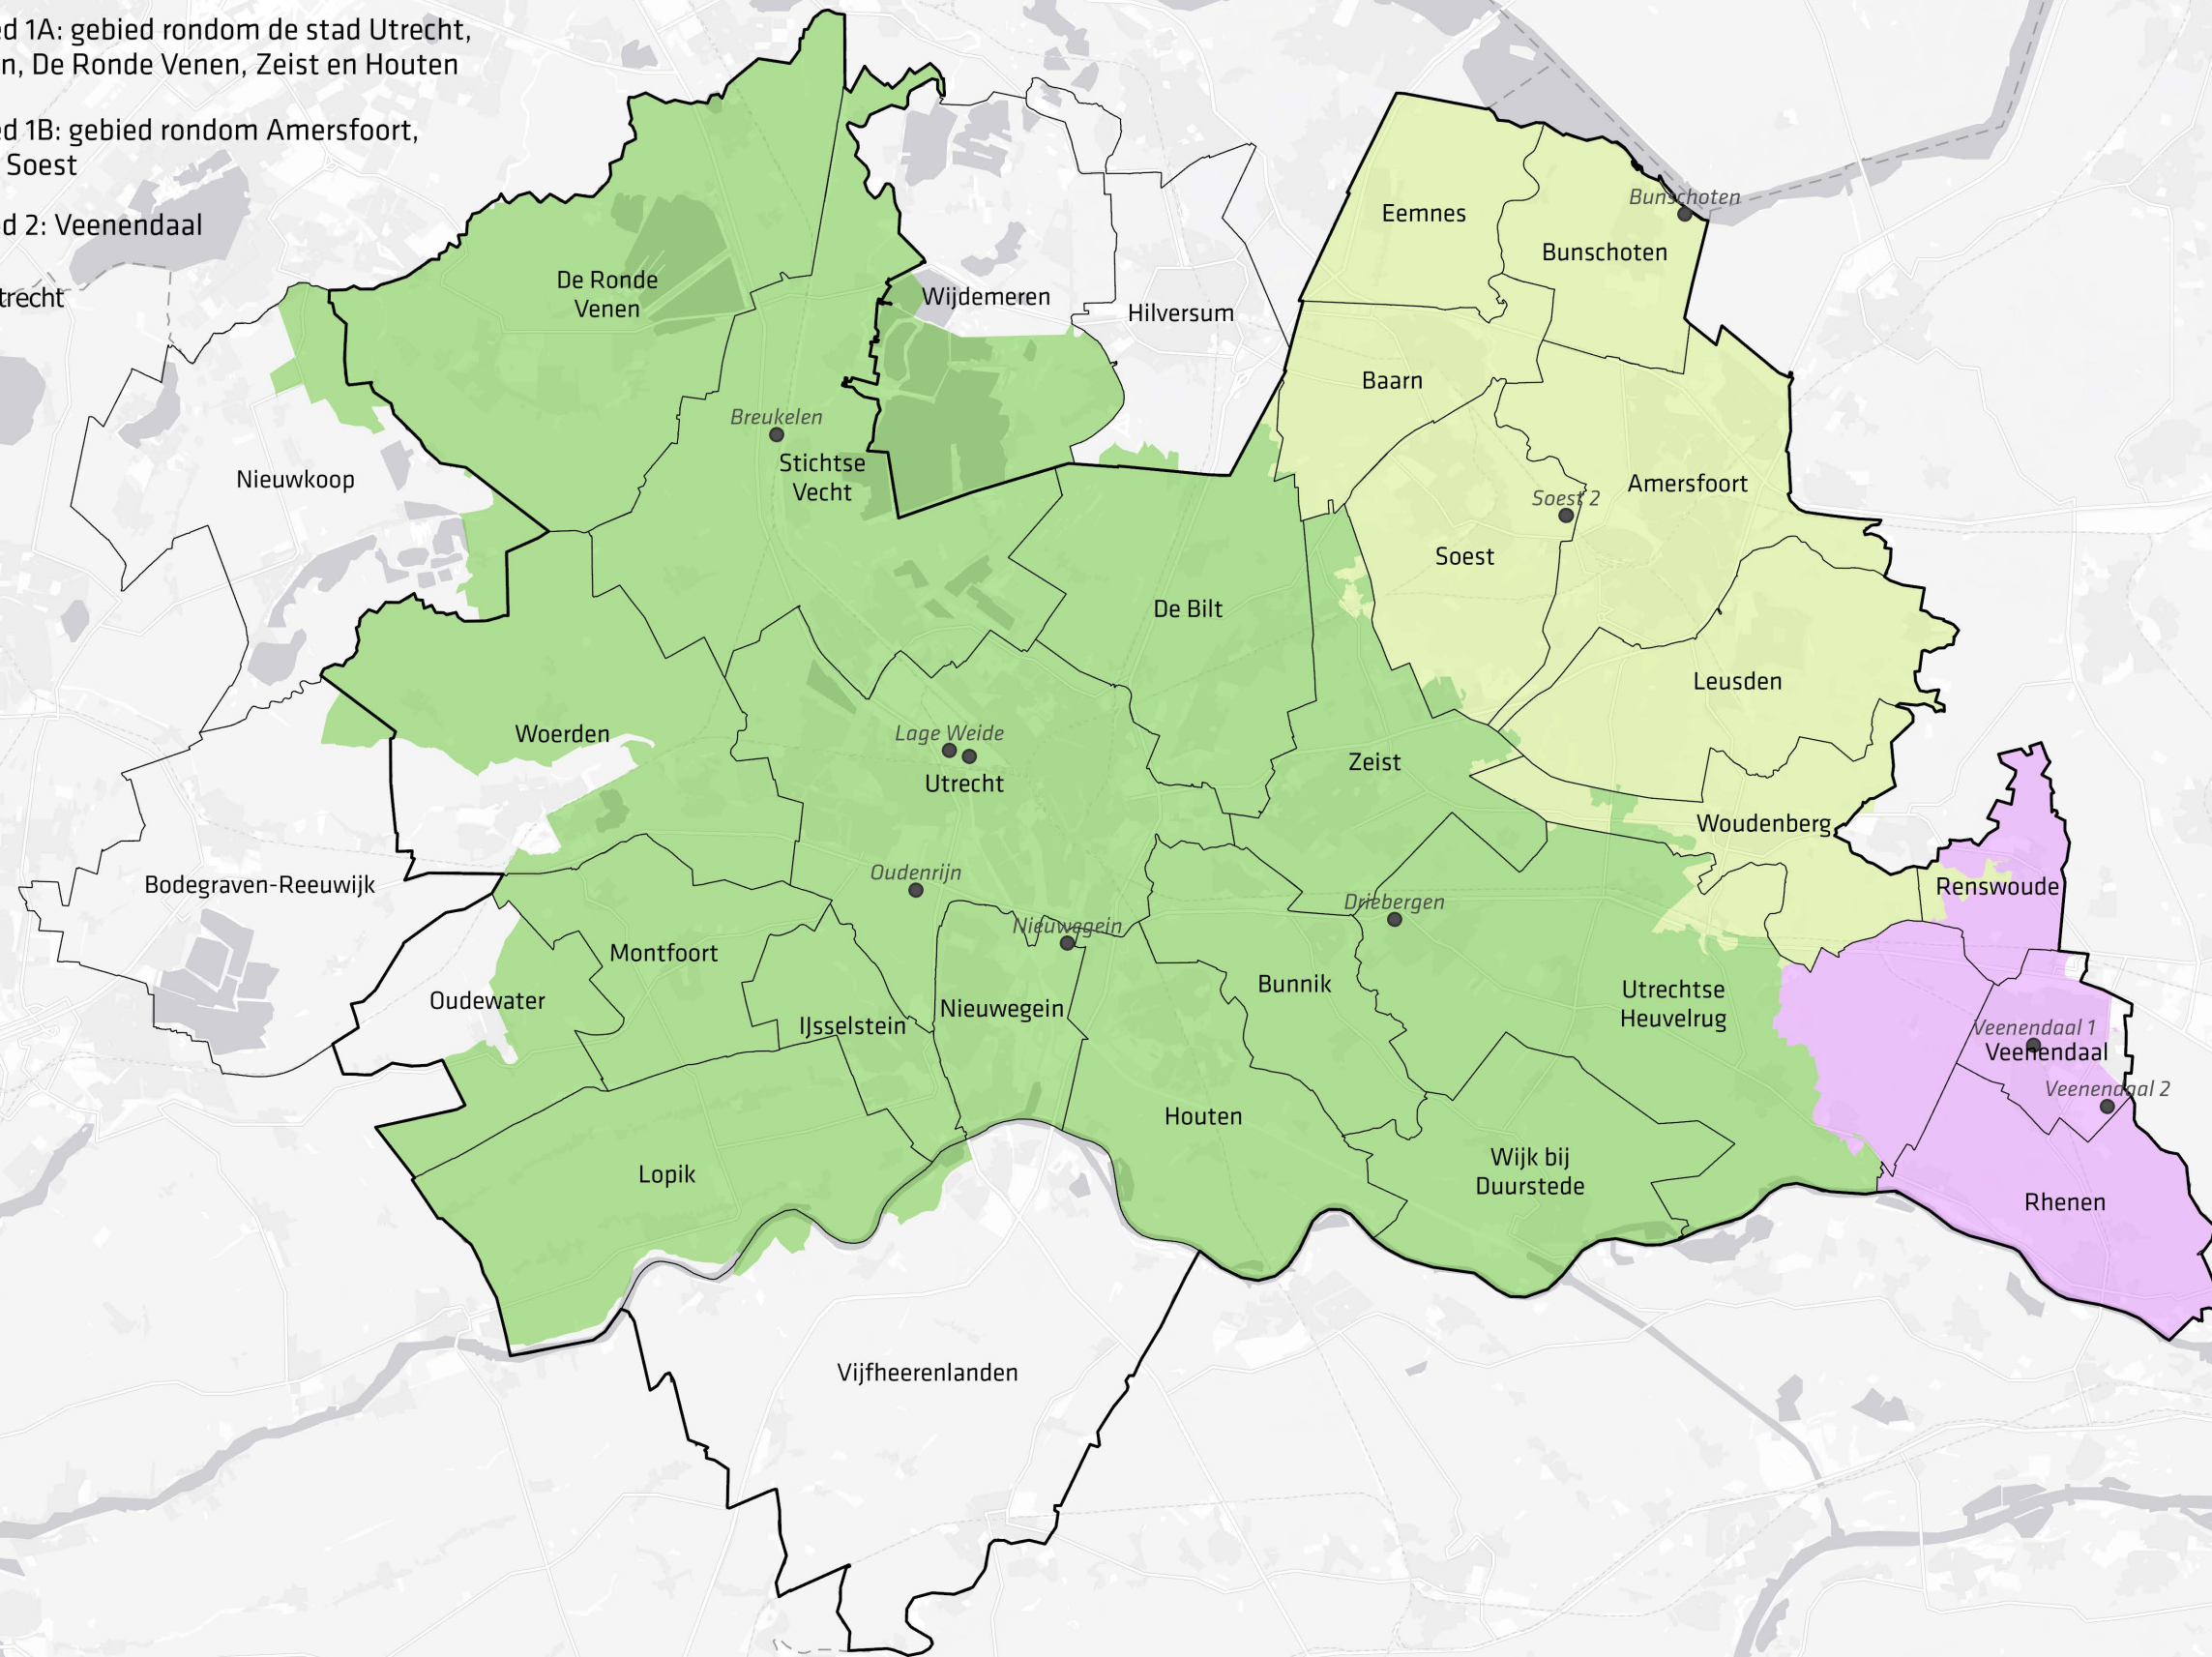 ed 1A: gebied rondom de stad Utrecht,
n, De Ronde Venen, Zeist en Houten
ed 1B: gebied rondom Amersfoort,
Soest
d 2: Veenendaal
trecht
Eemnes
Bunschoten
Bunschoten
De Ronde
Venen
Wijdemeren
Hilversum
Baarn
Breukelen
Stichtse
Vecht
Nieuwkoop
Amersfoort
Soest 2
Soest
De Bilt
Leusden
Woerden
Lage Weide
Utrecht
Zeist
Woudenberg
Bodegraven-Reeuwijk
Oudenrijn
Renswoude
Driebergen
Nieuwegein
Montfoort
Oudewater
Bunnik
Utrechtse
Heuvelrug
Nieuwegein
IJsselstein
Veenendaal 1
Veenendaal
Veenendaal 2
Houten
Lopik
Wijk bij
Duurstede
Rhenen
Vijfheerenlanden